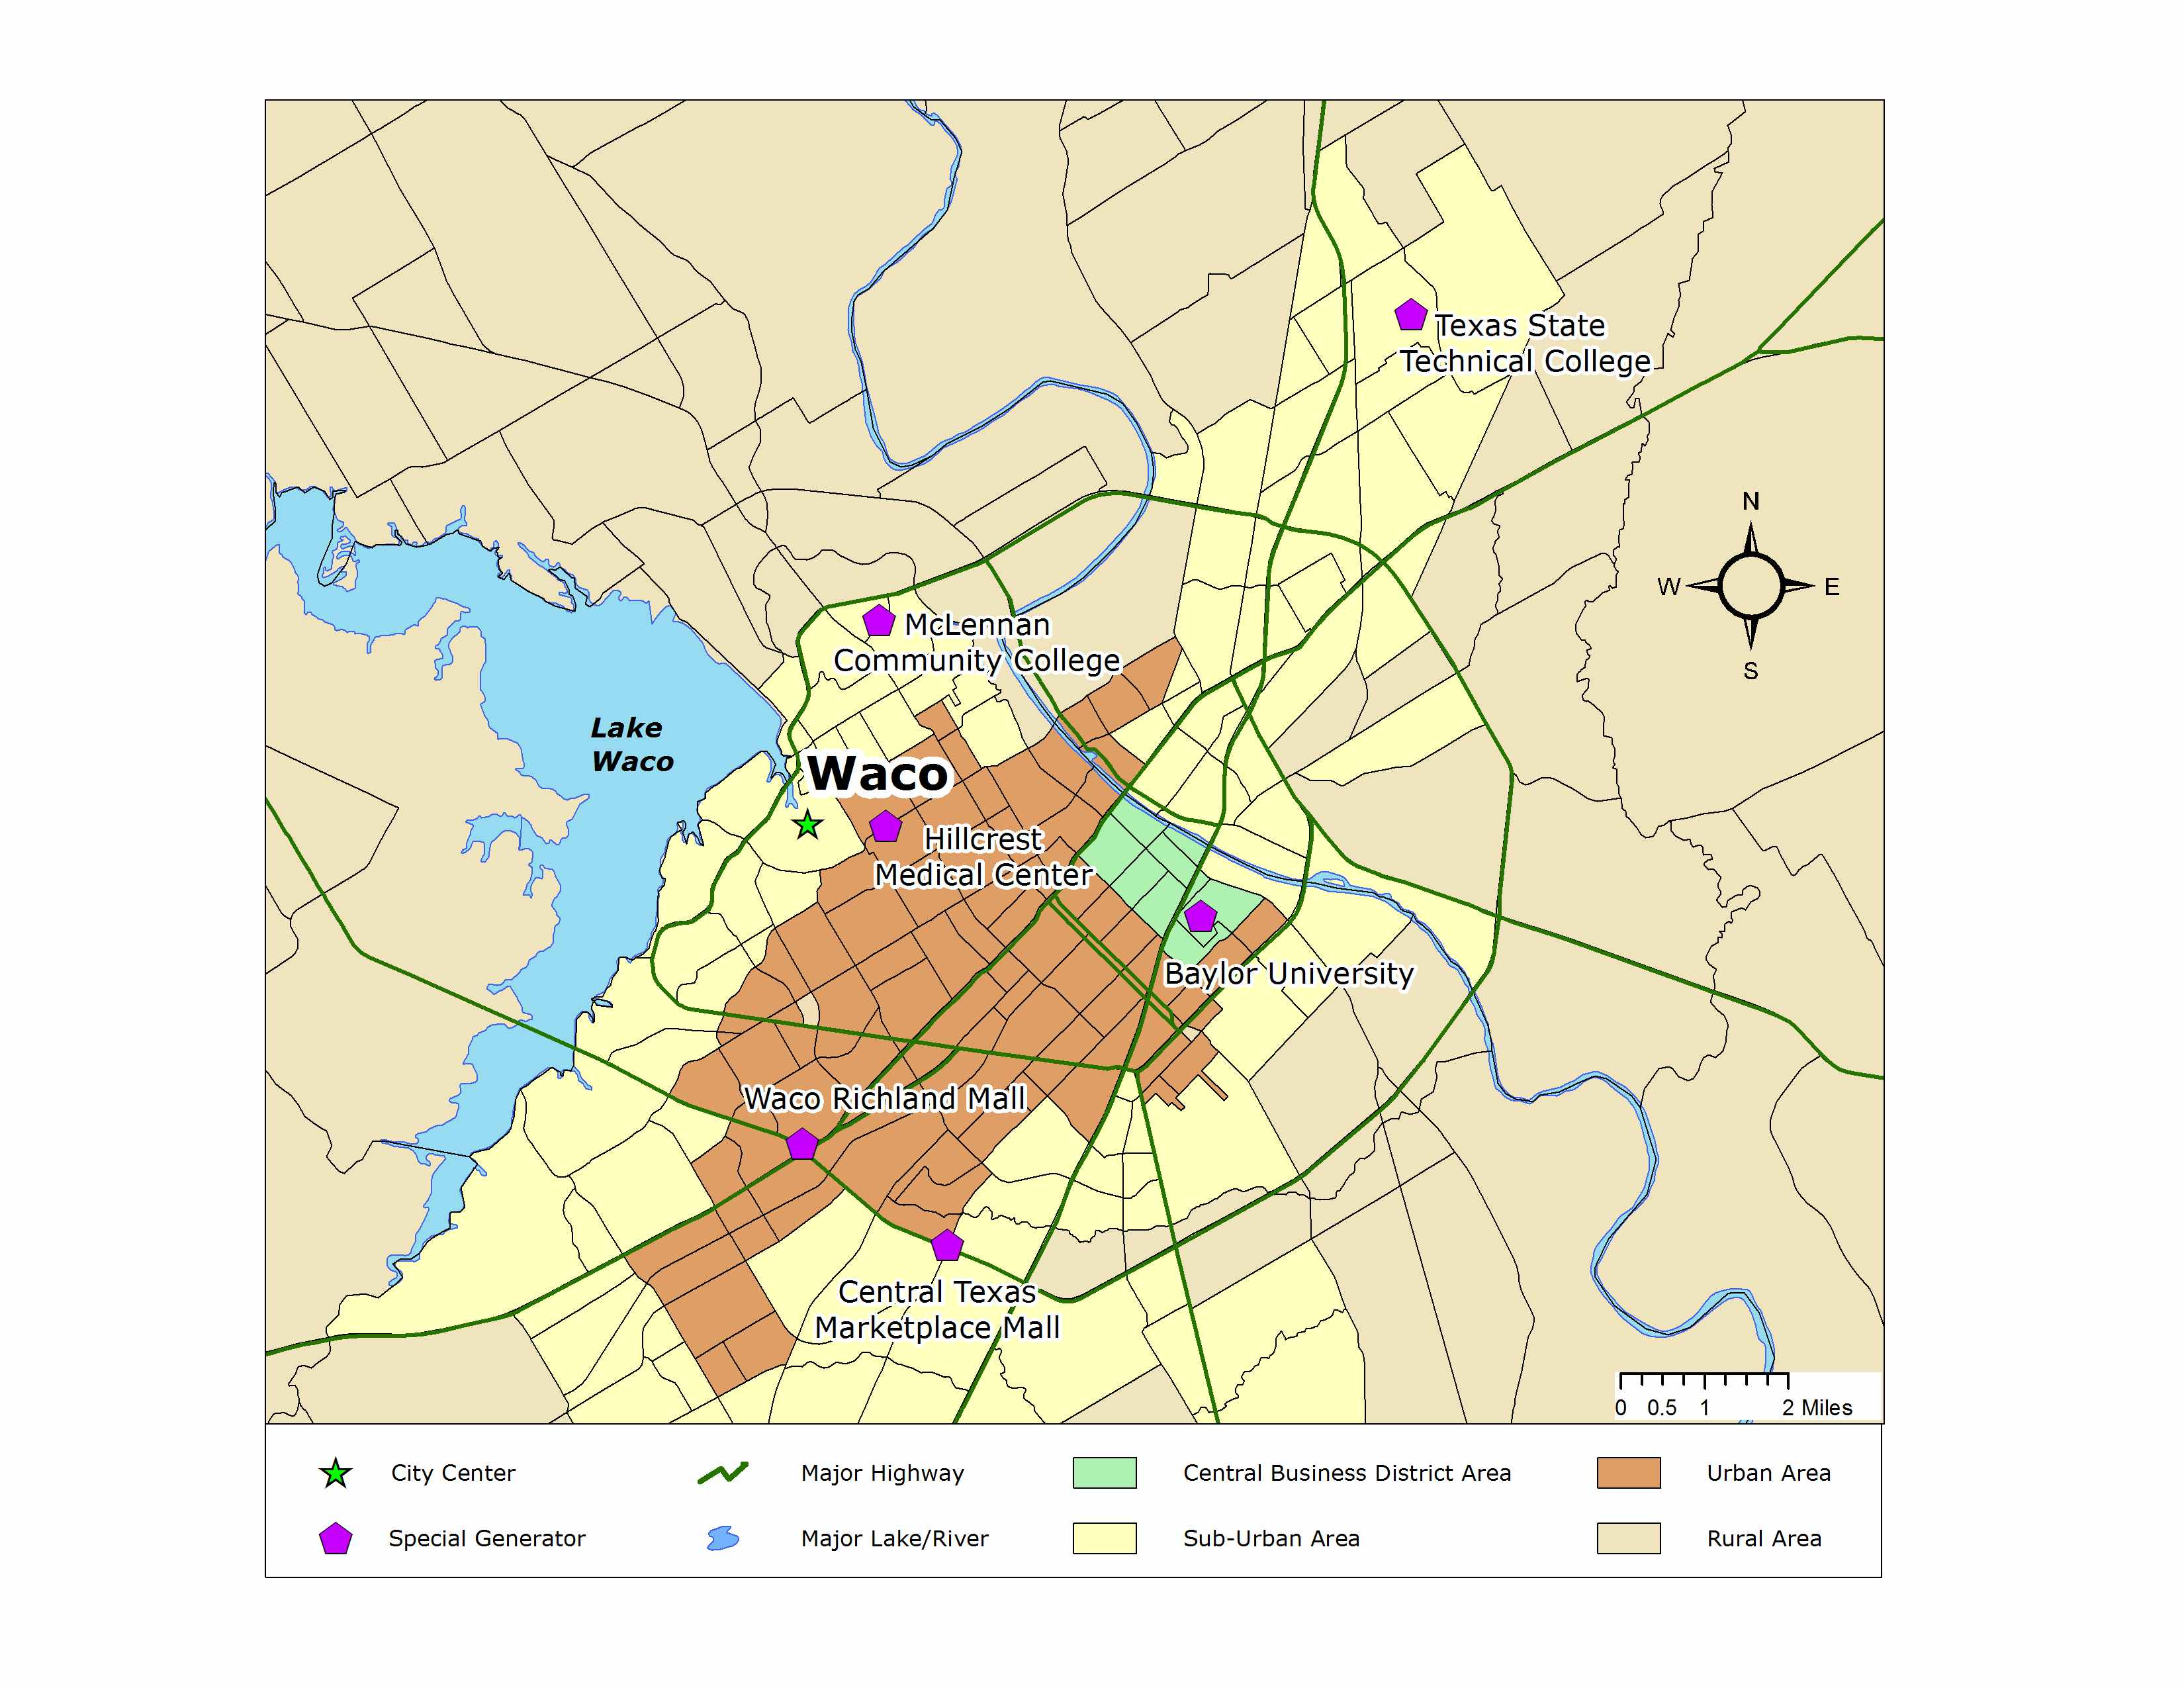 Texas State
Technical College
N
W
E
S
McLennan
Community College
Lake
Waco
Waco
Hillcrest
Medical Center
Baylor University
Waco Richland Mall
Central Texas
Marketplace Mall
0 0.5 1 2 Miles
City Center
Major Highway
Central Business District Area
Urban Area
Special Generator
Major Lake/River
Sub-Urban Area
Rural Area